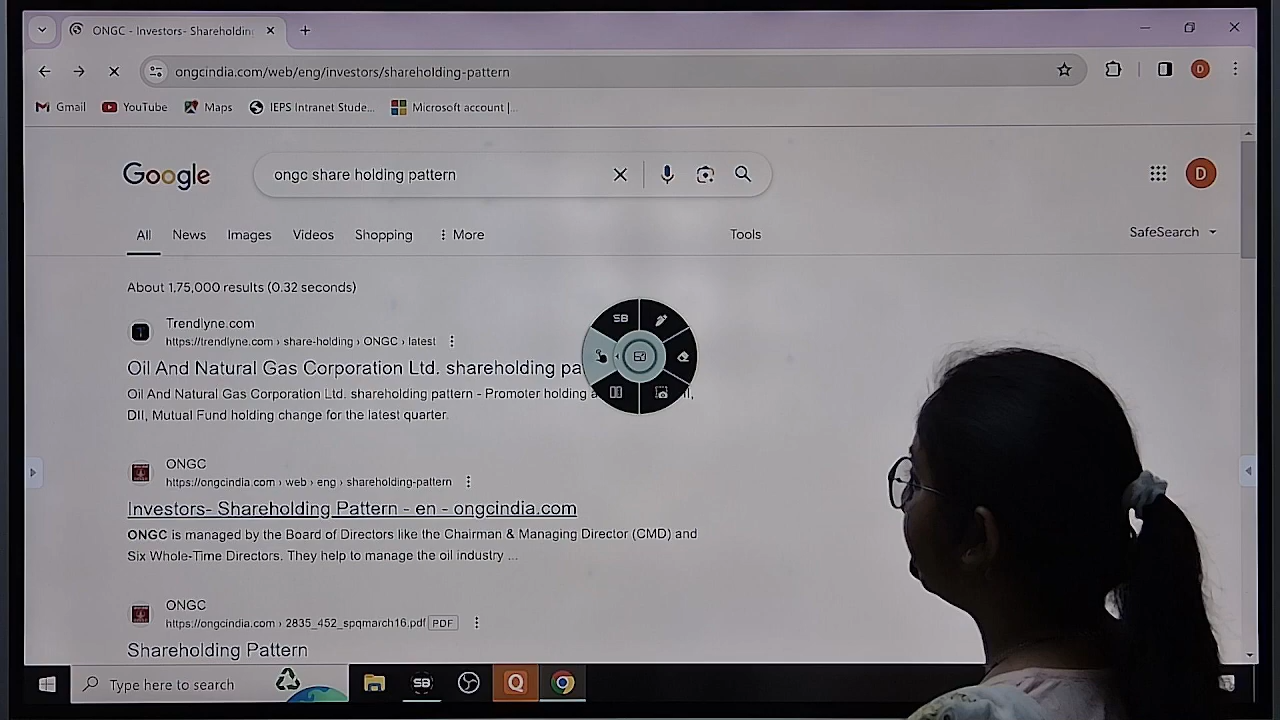 ONGC - Investors- Shareholdin
ongcindia.com/web/eng/investors/shareholding-pattern
D
Gmail
YouTube
Maps
IEPS Intranet Stude...
Microsoft account |...
Google
ongc share holding pattern
D
All
News
Images
Videos
Shopping
More
Tools
SafeSearch
About 1,75,000 results (0.32 seconds)
Trendlyne.com
https://trendlyne.com › share-holding › ONGC › latest
SB
Oil And Natural Gas Corporation Ltd. shareholding pa
Oil And Natural Gas Corporation Ltd. shareholding pattern - Promoter holding
DII, Mutual Fund holding change for the latest quarter.
ONGC
https://ongcindia.com › web › eng › shareholding-pattern
Investors- Shareholding Pattern - en - ongcindia.com
ONGC is managed by the Board of Directors like the Chairman & Managing Director (CMD) and
Six Whole-Time Directors. They help to manage the oil industry ...
ONGC
https://ongcindia.com › 2835_452_spqmarch16.pdf PDF
Shareholding Pattern
Type here to search
SB
Q